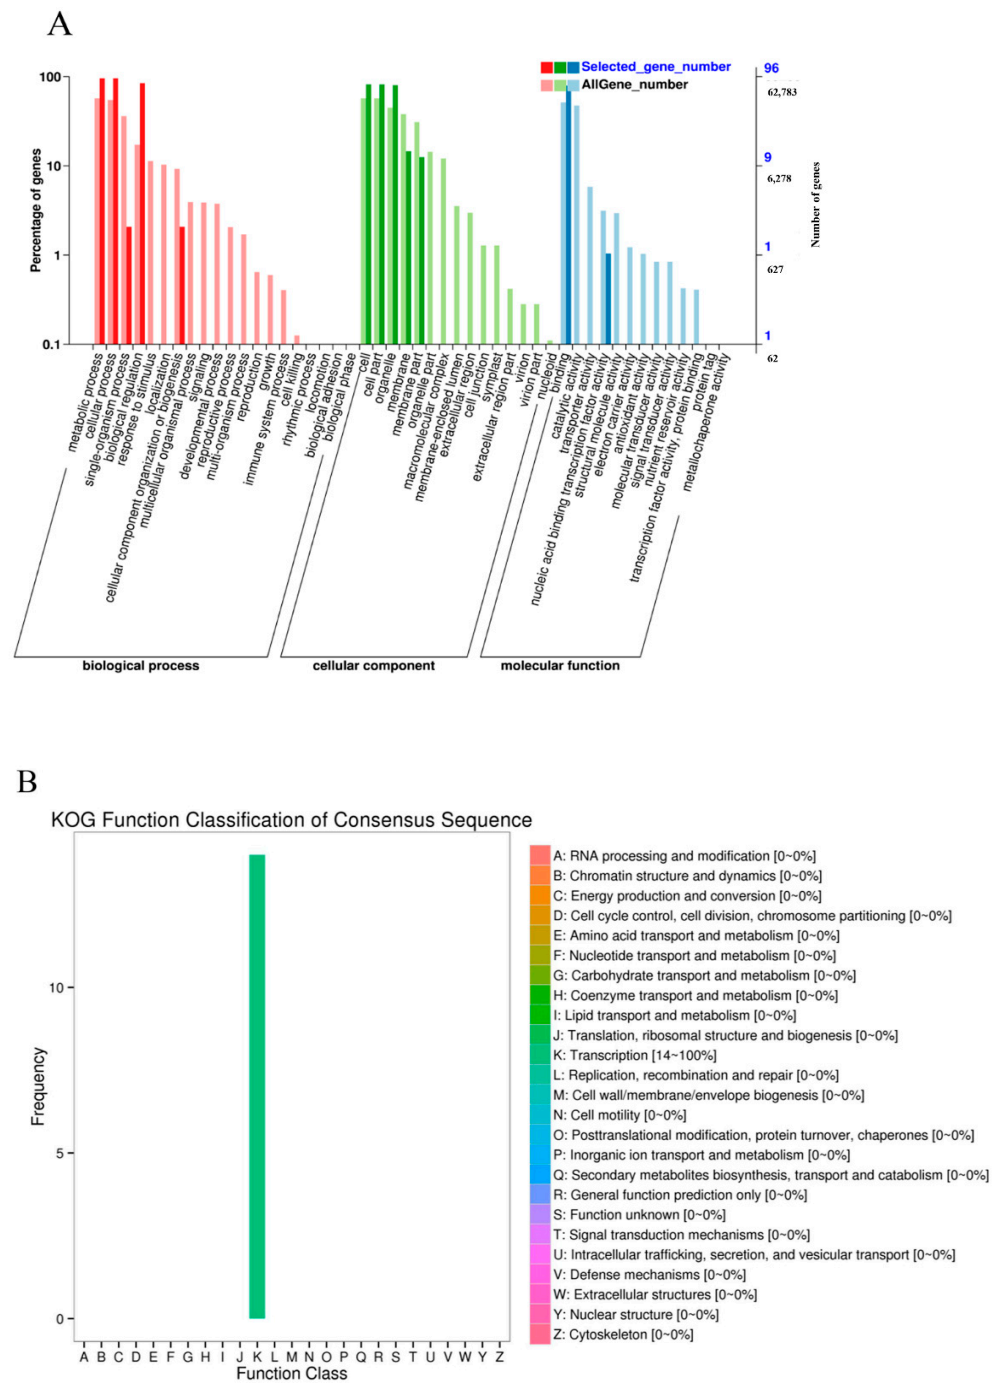 A
Selected_gene_number
AllGene_number
Percentage of genes
100
10
1
0.1
96
62,783
9
6,278
1
627
1
62
Number of genes
metabolic process
cellular process
single-organism process
biological regulation
response to stimulus
localization
cellular component organization or biogenesis
multicellular organismal process
signaling
developmental process
reproductive process
multi-organism process
reproduction
growth
immune system process
cell killing
rhythmic process
locomotion
biological adhesion
biological phase
cell
cell part
organelle
membrane
membrane part
organelle part
macromolecular complex
membrane-enclosed lumen
extracellular region
cell junction
symplast
extracellular region part
virion
virion part
nucleoid
binding
catalytic activity
transporter activity
nucleic acid binding transcription factor activity
structural molecule activity
electron carrier activity
antioxidant activity
molecular transducer activity
signal transducer activity
nutrient reservoir activity
transcription factor activity, protein binding
protein tag
metallochaperone activity
biological process
cellular component
molecular function
B
KOG Function Classification of Consensus Sequence
Frequency
10
5
0
A B C D E F G H I J K L M N O P Q R S T U V W Y Z
Function Class
A: RNA processing and modification [0~0%]
B: Chromatin structure and dynamics [0~0%]
C: Energy production and conversion [0~0%]
D: Cell cycle control, cell division, chromosome partitioning [0~0%]
E: Amino acid transport and metabolism [0~0%]
F: Nucleotide transport and metabolism [0~0%]
G: Carbohydrate transport and metabolism [0~0%]
H: Coenzyme transport and metabolism [0~0%]
I: Lipid transport and metabolism [0~0%]
J: Translation, ribosomal structure and biogenesis [0~0%]
K: Transcription [14~100%]
L: Replication, recombination and repair [0~0%]
M: Cell wall/membrane/envelope biogenesis [0~0%]
N: Cell motility [0~0%]
O: Posttranslational modification, protein turnover, chaperones [0~0%]
P: Inorganic ion transport and metabolism [0~0%]
Q: Secondary metabolites biosynthesis, transport and catabolism [0~0%]
R: General function prediction only [0~0%]
S: Function unknown [0~0%]
T: Signal transduction mechanisms [0~0%]
U: Intracellular trafficking, secretion, and vesicular transport [0~0%]
V: Defense mechanisms [0~0%]
W: Extracellular structures [0~0%]
Y: Nuclear structure [0~0%]
Z: Cytoskeleton [0~0%]